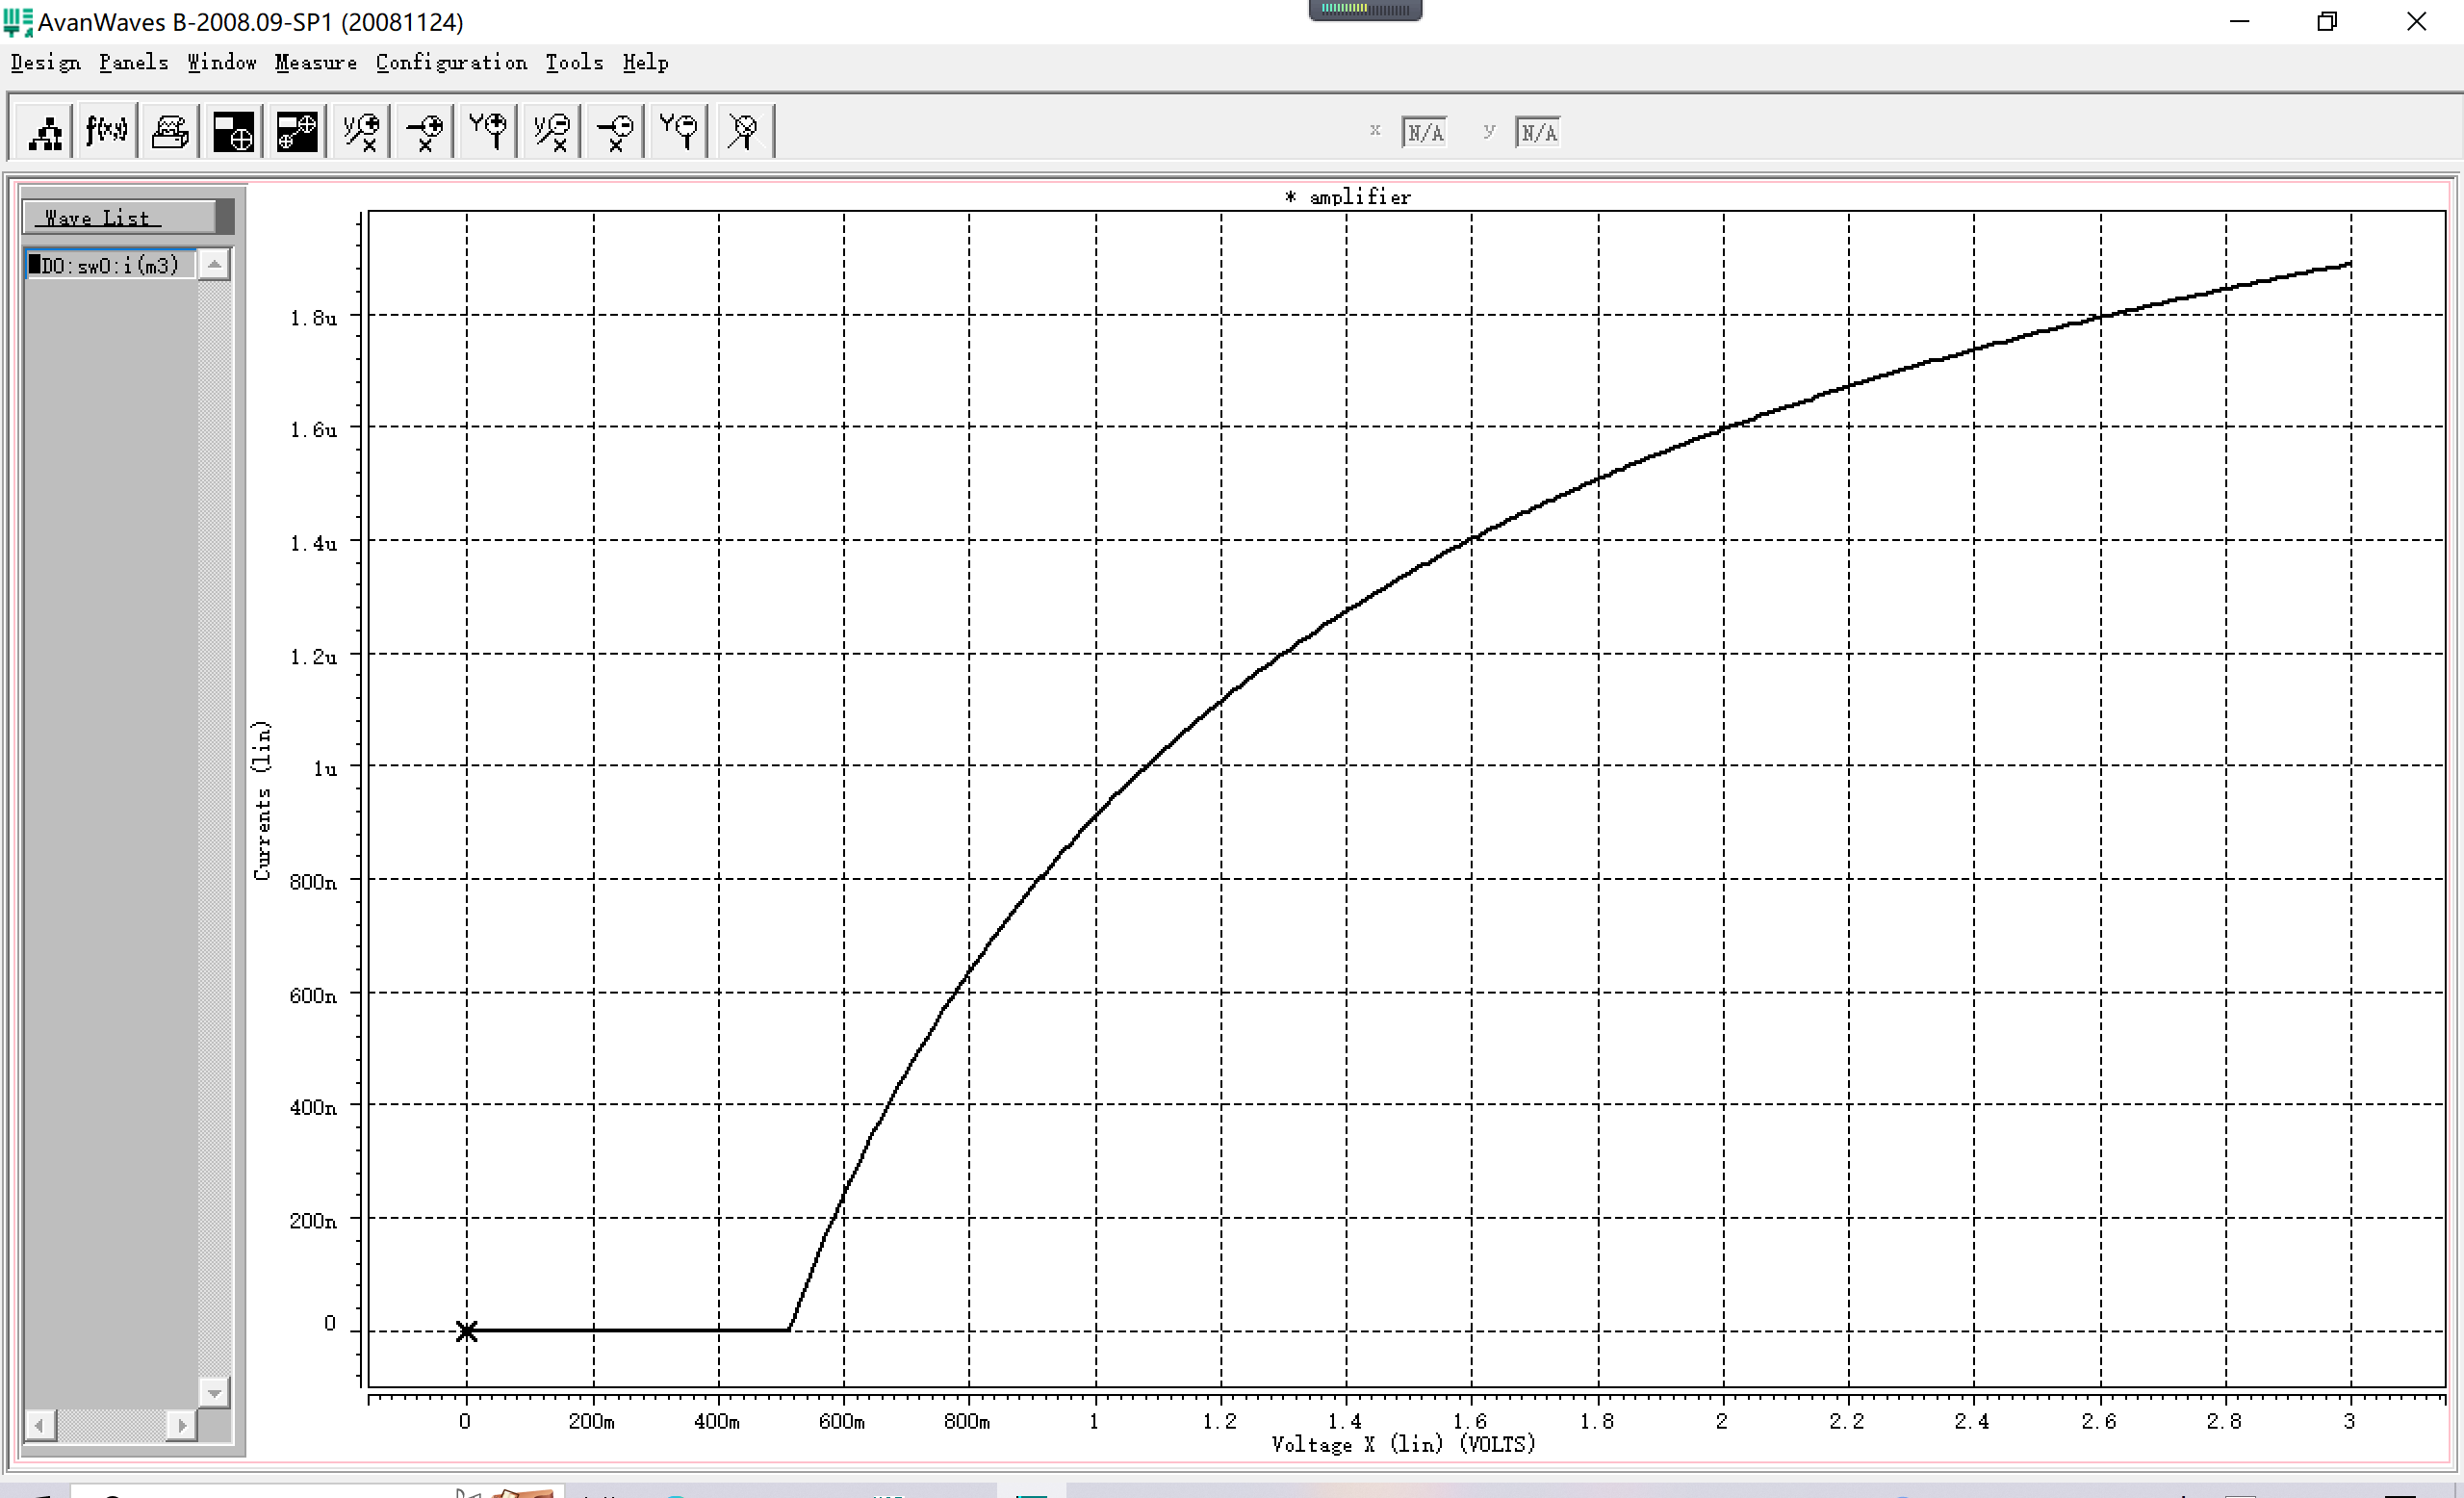 AvanWaves B-2008.09-SP1 (20081124)
Design Panels Window Measure Configuration Tools Help
f(x,y) y x x Y y x x Y x N/A y N/A
* amplifier
Wave List
D0:sw0:i(m3)
Currents (lin)
1.8u
1.6u
1.4u
1.2u
1u
800n
600n
400n
200n
0
0 200m 400m 600m 800m 1 1.2 1.4 1.6 1.8 2 2.2 2.4 2.6 2.8 3
Voltage X (lin) (VOLTS)